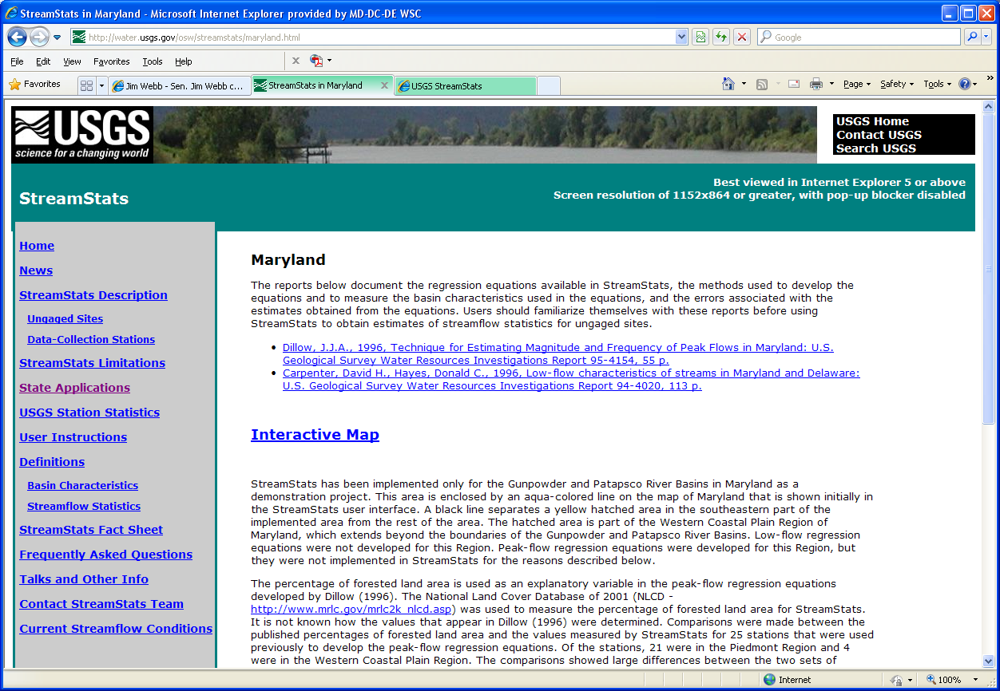 StreamStats in Maryland - Microsoft Internet Explorer provided by MD-DC-DE WSC
http://water.usgs.gov/osw/streamstats/maryland.html
Google
File Edit View Favorites Tools Help
Favorites
Jim Webb - Sen. Jim Webb c...
StreamStats in Maryland
USGS StreamStats
Page Safety Tools
USGS
science for a changing world
USGS Home
Contact USGS
Search USGS
Best viewed in Internet Explorer 5 or above
Screen resolution of 1152x864 or greater, with pop-up blocker disabled
StreamStats
Home
News
StreamStats Description
Ungaged Sites
Data-Collection Stations
StreamStats Limitations
State Applications
USGS Station Statistics
User Instructions
Definitions
Basin Characteristics
Streamflow Statistics
StreamStats Fact Sheet
Frequently Asked Questions
Talks and Other Info
Contact StreamStats Team
Current Streamflow Conditions
Maryland
The reports below document the regression equations available in StreamStats, the methods used to develop the
equations and to measure the basin characteristics used in the equations, and the errors associated with the
estimates obtained from the equations. Users should familiarize themselves with these reports before using
StreamStats to obtain estimates of streamflow statistics for ungaged sites.
• Dillow, J.J.A., 1996, Technique for Estimating Magnitude and Frequency of Peak Flows in Maryland: U.S.
Geological Survey Water Resources Investigations Report 95-4154, 55 p.
• Carpenter, David H., Hayes, Donald C., 1996, Low-flow characteristics of streams in Maryland and Delaware:
U.S. Geological Survey Water Resources Investigations Report 94-4020, 113 p.
Interactive Map
StreamStats has been implemented only for the Gunpowder and Patapsco River Basins in Maryland as a
demonstration project. This area is enclosed by an aqua-colored line on the map of Maryland that is shown initially in
the StreamStats user interface. A black line separates a yellow hatched area in the southeastern part of the
implemented area from the rest of the area. The hatched area is part of the Western Coastal Plain Region of
Maryland, which extends beyond the boundaries of the Gunpowder and Patapsco River Basins. Low-flow regression
equations were not developed for this Region. Peak-flow regression equations were developed for this Region, but
they were not implemented in StreamStats for the reasons described below.
The percentage of forested land area is used as an explanatory variable in the peak-flow regression equations
developed by Dillow (1996). The National Land Cover Database of 2001 (NLCD -
http://www.mrlc.gov/mrlc2k_nlcd.asp) was used to measure the percentage of forested land area for StreamStats.
It is not known how the values that appear in Dillow (1996) were determined. Comparisons were made between the
published percentages of forested land area and the values measured by StreamStats for 25 stations that were used
previously to develop the peak-flow regression equations. Of the stations, 21 were in the Piedmont Region and 4
were in the Western Coastal Plain Region. The comparisons showed large differences between the two sets of
Internet
100%